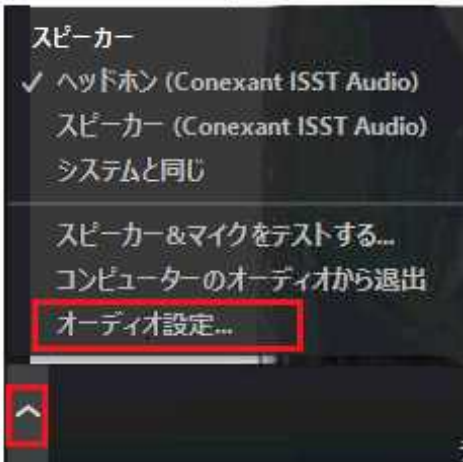 スピーカー
✓ ヘッドホン (Conexant ISST Audio)
スピーカー (Conexant ISST Audio)
システムと同じ
スピーカー&マイクをテストする...
コンピューターのオーディオから退出
オーディオ設定...